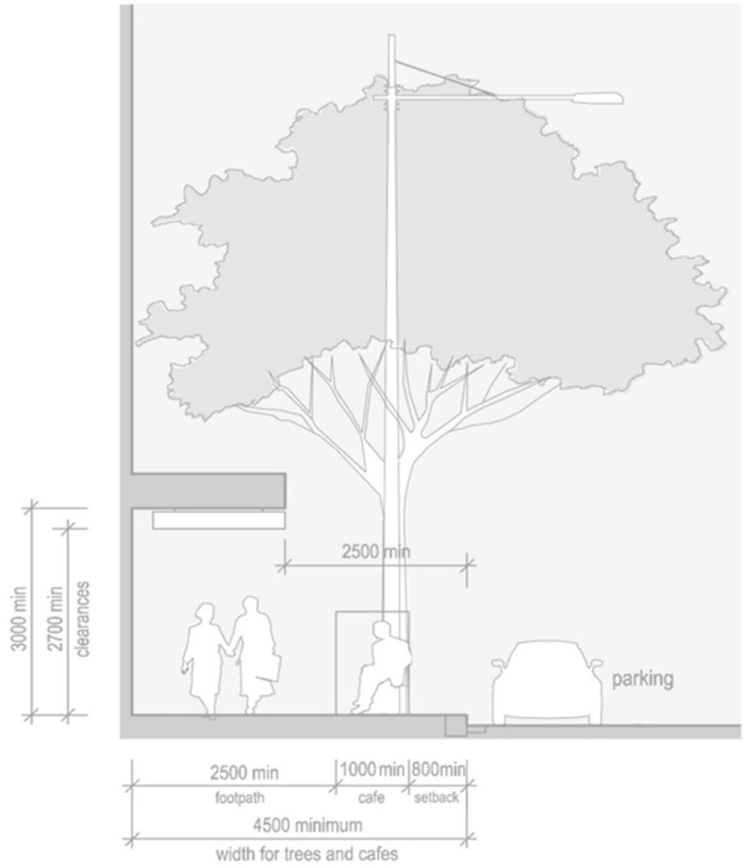 2500 min
3000 min
2700 min
clearances
parking
2500 min
1000 min
800min
footpath
cafe
setback
4500 minimum
width for trees and cafes